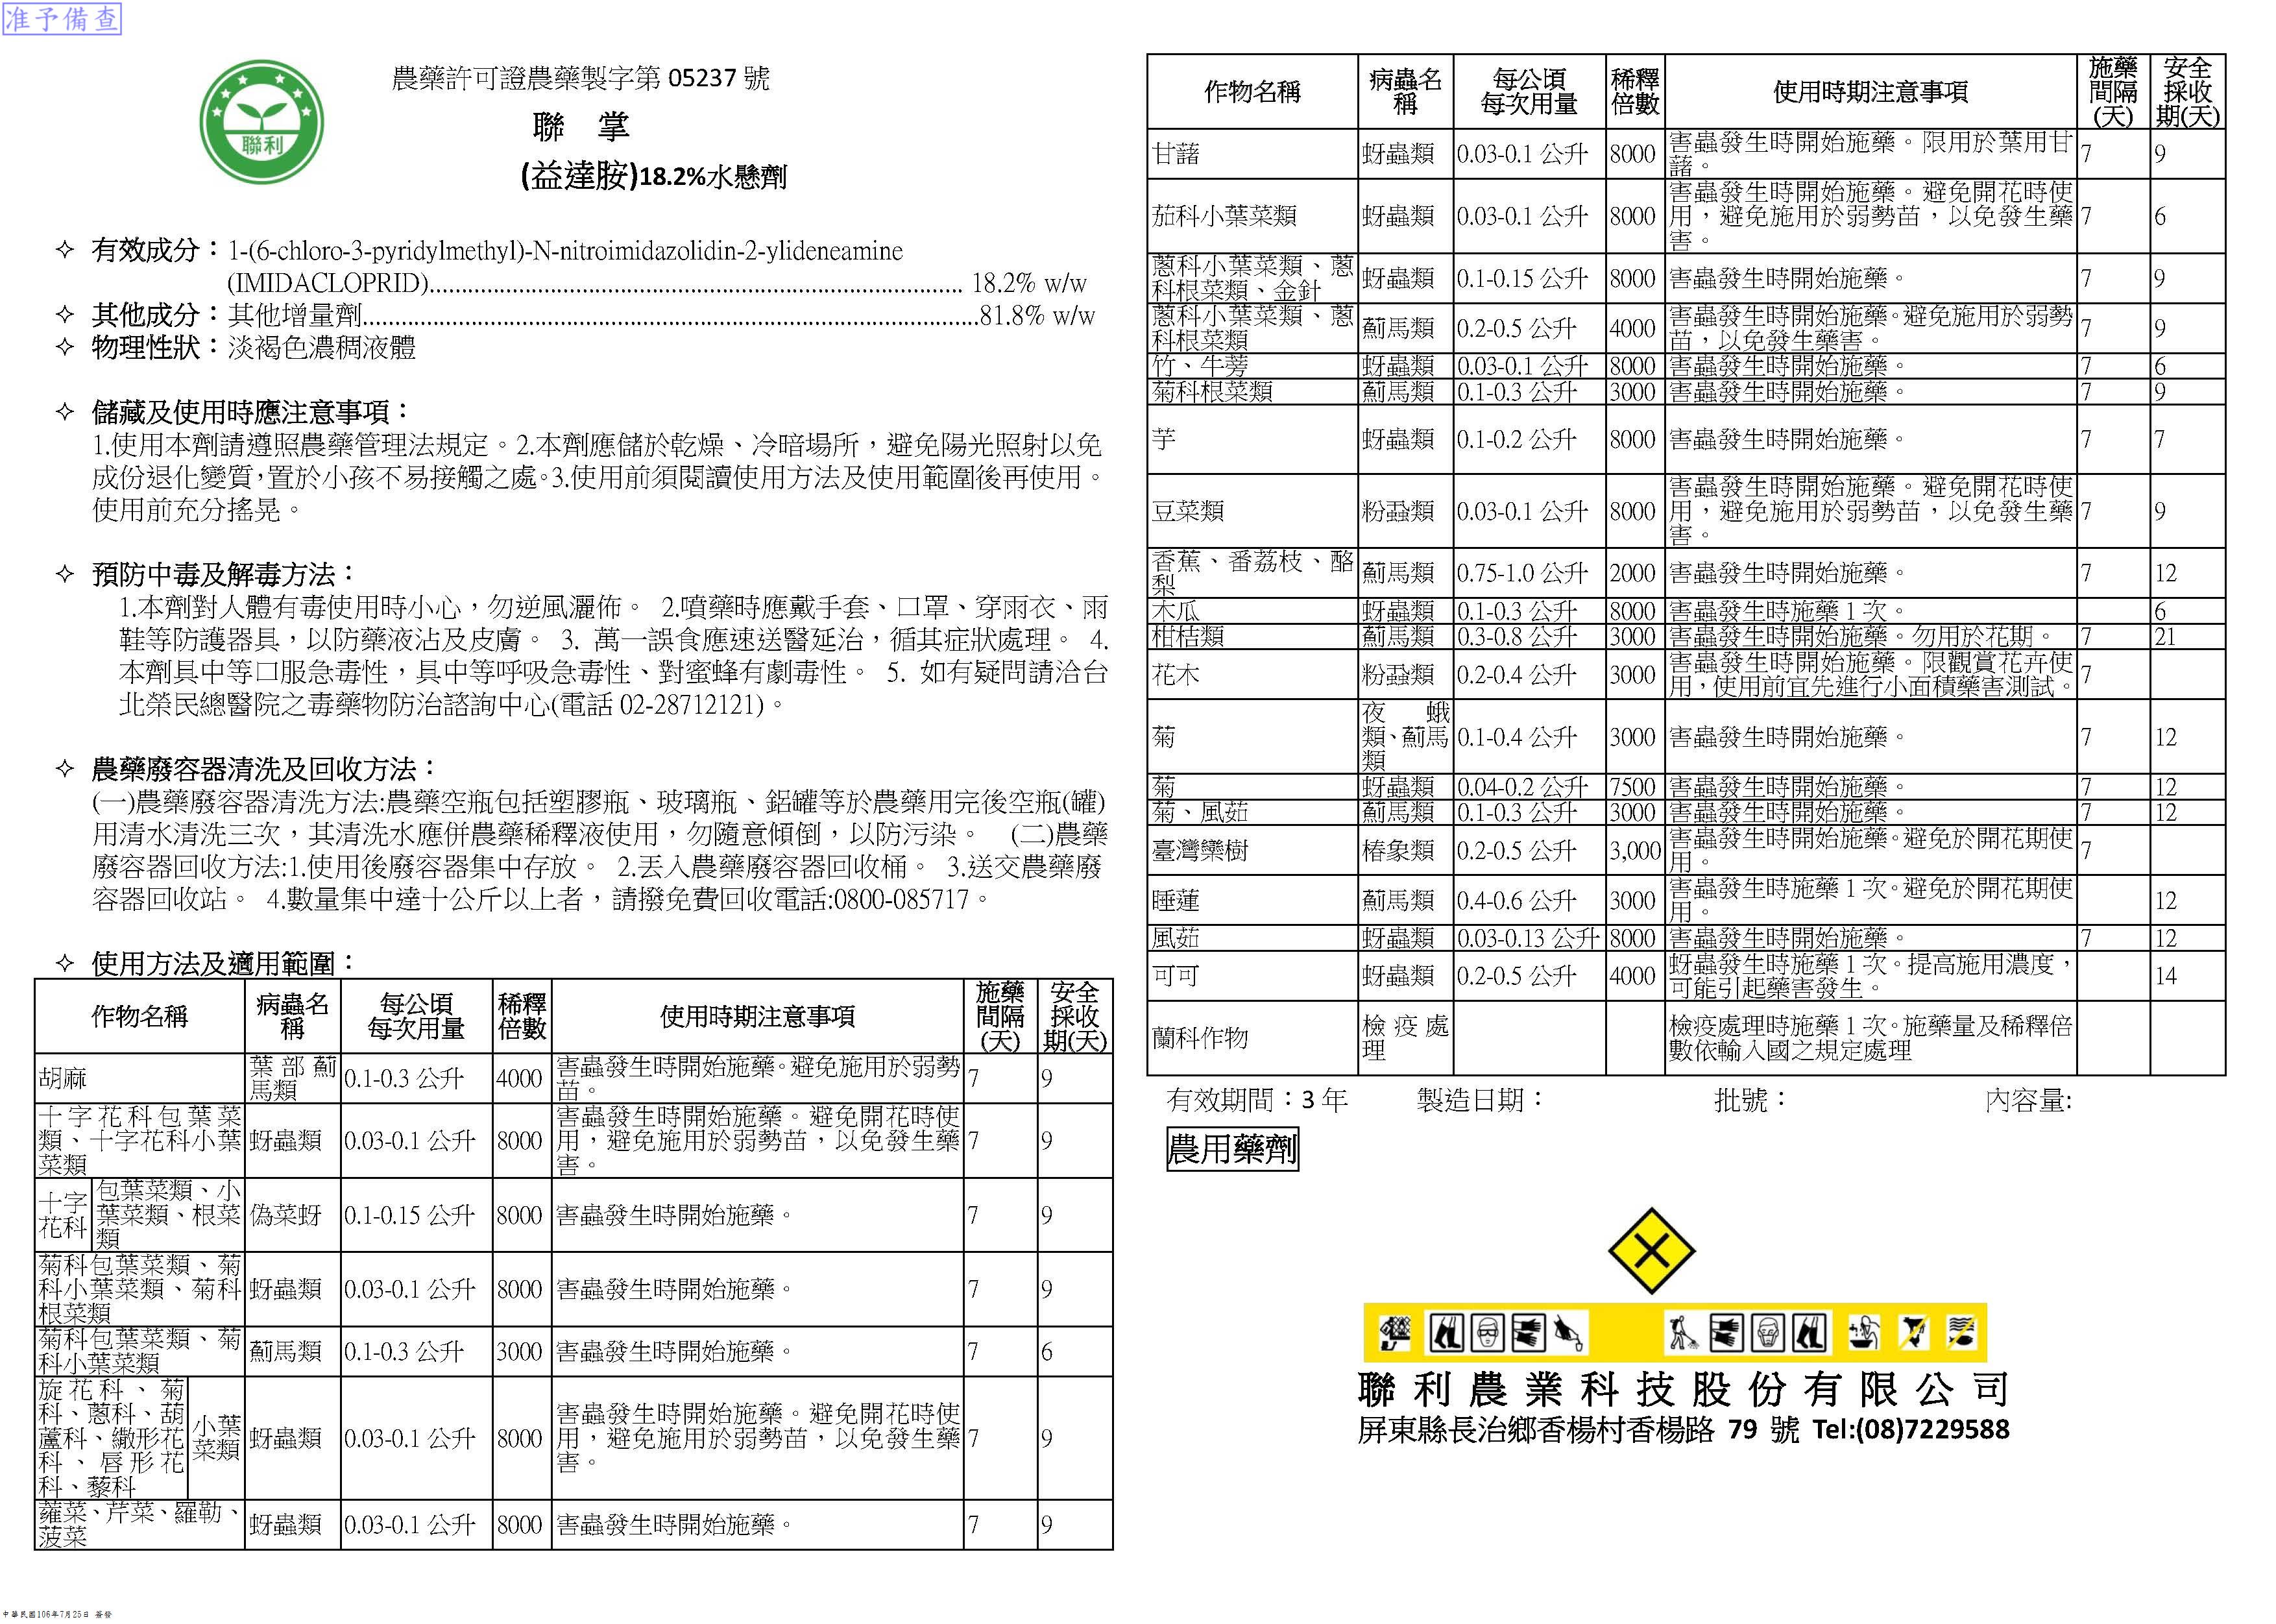 准予備查
聯利
農藥許可證農藥製字第 05237 號
聯 掌
(益達胺)18.2%水懸劑
✧ 有效成分：1-(6-chloro-3-pyridylmethyl)-N-nitroimidazolidin-2-ylideneamine
(IMIDACLOPRID)........................................................................ 18.2% w/w
✧ 其他成分：其他增量劑...................................................................................81.8% w/w
✧ 物理性狀：淡褐色濃稠液體
✧ 儲藏及使用時應注意事項：
1.使用本劑請遵照農藥管理法規定。2.本劑應儲於乾燥、冷暗場所，避免陽光照射以免
成份退化變質，置於小孩不易接觸之處。3.使用前須閱讀使用方法及使用範圍後再使用。
使用前充分搖晃。
✧ 預防中毒及解毒方法：
1.本劑對人體有毒使用時小心，勿逆風灑佈。 2.噴藥時應戴手套、口罩、穿雨衣、雨
鞋等防護器具，以防藥液沾及皮膚。 3. 萬一誤食應速送醫延治，循其症狀處理。 4.
本劑具中等口服急毒性，具中等呼吸急毒性、對蜜蜂有劇毒性。 5. 如有疑問請洽台
北榮民總醫院之毒藥物防治諮詢中心(電話 02-28712121)。
✧ 農藥廢容器清洗及回收方法：
(一)農藥廢容器清洗方法:農藥空瓶包括塑膠瓶、玻璃瓶、鋁罐等於農藥用完後空瓶(罐)
用清水清洗三次，其清洗水應併農藥稀釋液使用，勿隨意傾倒，以防污染。 (二)農藥
廢容器回收方法:1.使用後廢容器集中存放。 2.丟入農藥廢容器回收桶。 3.送交農藥廢
容器回收站。 4.數量集中達十公斤以上者，請撥免費回收電話:0800-085717。
✧ 使用方法及適用範圍：
作物名稱 病蟲名稱 每公頃每次用量 稀釋倍數 使用時期注意事項 施藥間隔(天) 安全採收期(天)
胡麻 葉部薊馬類 0.1-0.3 公升 4000 害蟲發生時開始施藥。避免施用於弱勢苗。 7 9
十字花科包葉菜類、十字花科小葉菜類 蚜蟲類 0.03-0.1 公升 8000 害蟲發生時開始施藥。避免開花時使用，避免施用於弱勢苗，以免發生藥害。 7 9
十字花科 包葉菜類、小葉菜類、根菜類 偽菜蚜 0.1-0.15 公升 8000 害蟲發生時開始施藥。 7 9
菊科包葉菜類、菊科小葉菜類、菊科根菜類 蚜蟲類 0.03-0.1 公升 8000 害蟲發生時開始施藥。 7 9
菊科包葉菜類、菊科小葉菜類 薊馬類 0.1-0.3 公升 3000 害蟲發生時開始施藥。 7 6
旋花科、菊科、蔥科、胡蘆科、繖形花科、唇形花科、藜科 小葉菜類 蚜蟲類 0.03-0.1 公升 8000 害蟲發生時開始施藥。避免開花時使用，避免施用於弱勢苗，以免發生藥害。 7 9
蕹菜、芹菜、羅勒、菠菜 蚜蟲類 0.03-0.1 公升 8000 害蟲發生時開始施藥。 7 9
作物名稱 病蟲名稱 每公頃每次用量 稀釋倍數 使用時期注意事項 施藥間隔(天) 安全採收期(天)
甘藷 蚜蟲類 0.03-0.1 公升 8000 害蟲發生時開始施藥。限用於葉用甘藷。 7 9
茄科小葉菜類 蚜蟲類 0.03-0.1 公升 8000 害蟲發生時開始施藥。避免開花時使用，避免施用於弱勢苗，以免發生藥害。 7 6
蔥科小葉菜類、蔥科根菜類、金針 蚜蟲類 0.1-0.15 公升 8000 害蟲發生時開始施藥。 7 9
蔥科小葉菜類、蔥科根菜類 薊馬類 0.2-0.5 公升 4000 害蟲發生時開始施藥。避免施用於弱勢苗，以免發生藥害。 7 9
竹、牛蒡 蚜蟲類 0.03-0.1 公升 8000 害蟲發生時開始施藥。 7 6
菊科根菜類 薊馬類 0.1-0.3 公升 3000 害蟲發生時開始施藥。 7 9
芋 蚜蟲類 0.1-0.2 公升 8000 害蟲發生時開始施藥。 7 7
豆菜類 粉蝨類 0.03-0.1 公升 8000 害蟲發生時開始施藥。避免開花時使用，避免施用於弱勢苗，以免發生藥害。 7 9
香蕉、番荔枝、酪梨 薊馬類 0.75-1.0 公升 2000 害蟲發生時開始施藥。 7 12
木瓜 蚜蟲類 0.1-0.3 公升 8000 害蟲發生時施藥 1 次。 6
柑桔類 薊馬類 0.3-0.8 公升 3000 害蟲發生時開始施藥。勿用於花期。 7 21
花木 粉蝨類 0.2-0.4 公升 3000 害蟲發生時開始施藥。限觀賞花卉使用，使用前宜先進行小面積藥害測試。 7
菊 夜蛾類、薊馬類 0.1-0.4 公升 3000 害蟲發生時開始施藥。 7 12
菊 蚜蟲類 0.04-0.2 公升 7500 害蟲發生時開始施藥。 7 12
菊、風茹 薊馬類 0.1-0.3 公升 3000 害蟲發生時開始施藥。 7 12
臺灣欒樹 椿象類 0.2-0.5 公升 3,000 害蟲發生時開始施藥。避免於開花期使用。 7
睡蓮 薊馬類 0.4-0.6 公升 3000 害蟲發生時施藥 1 次。避免於開花期使用。 12
風茹 蚜蟲類 0.03-0.13 公升 8000 害蟲發生時開始施藥。 7 12
可可 蚜蟲類 0.2-0.5 公升 4000 蚜蟲發生時施藥 1 次。提高施用濃度，可能引起藥害發生。 14
蘭科作物 檢疫處理 檢疫處理時施藥 1 次。施藥量及稀釋倍數依輸入國之規定處理
有效期間：3 年 製造日期： 批號： 內容量:
農用藥劑
聯利農業科技股份有限公司
屏東縣長治鄉香楊村香楊路 79 號 Tel:(08)7229588
中華民國106年7月25日 簽發